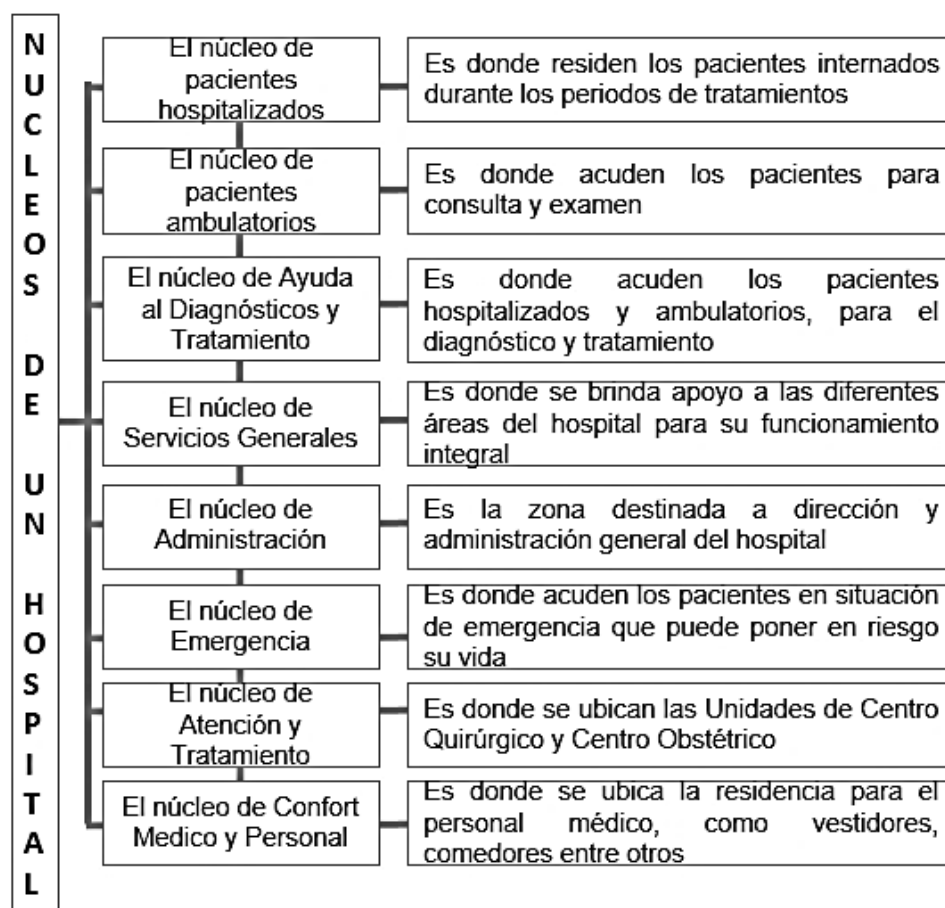 NUCLEOS DE UN HOSPITAL
El núcleo de
pacientes
hospitalizados
Es donde residen los pacientes internados
durante los periodos de tratamientos
El núcleo de
pacientes
ambulatorios
Es donde acuden los pacientes para
consulta y examen
El núcleo de Ayuda
al Diagnósticos y
Tratamiento
Es donde acuden los pacientes
hospitalizados y ambulatorios, para el
diagnóstico y tratamiento
El núcleo de
Servicios Generales
Es donde se brinda apoyo a las diferentes
áreas del hospital para su funcionamiento
integral
El núcleo de
Administración
Es la zona destinada a dirección y
administración general del hospital
El núcleo de
Emergencia
Es donde acuden los pacientes en situación
de emergencia que puede poner en riesgo
su vida
El núcleo de
Atención y
Tratamiento
Es donde se ubican las Unidades de Centro
Quirúrgico y Centro Obstétrico
El núcleo de Confort
Medico y Personal
Es donde se ubica la residencia para el
personal médico, como vestidores,
comedores entre otros